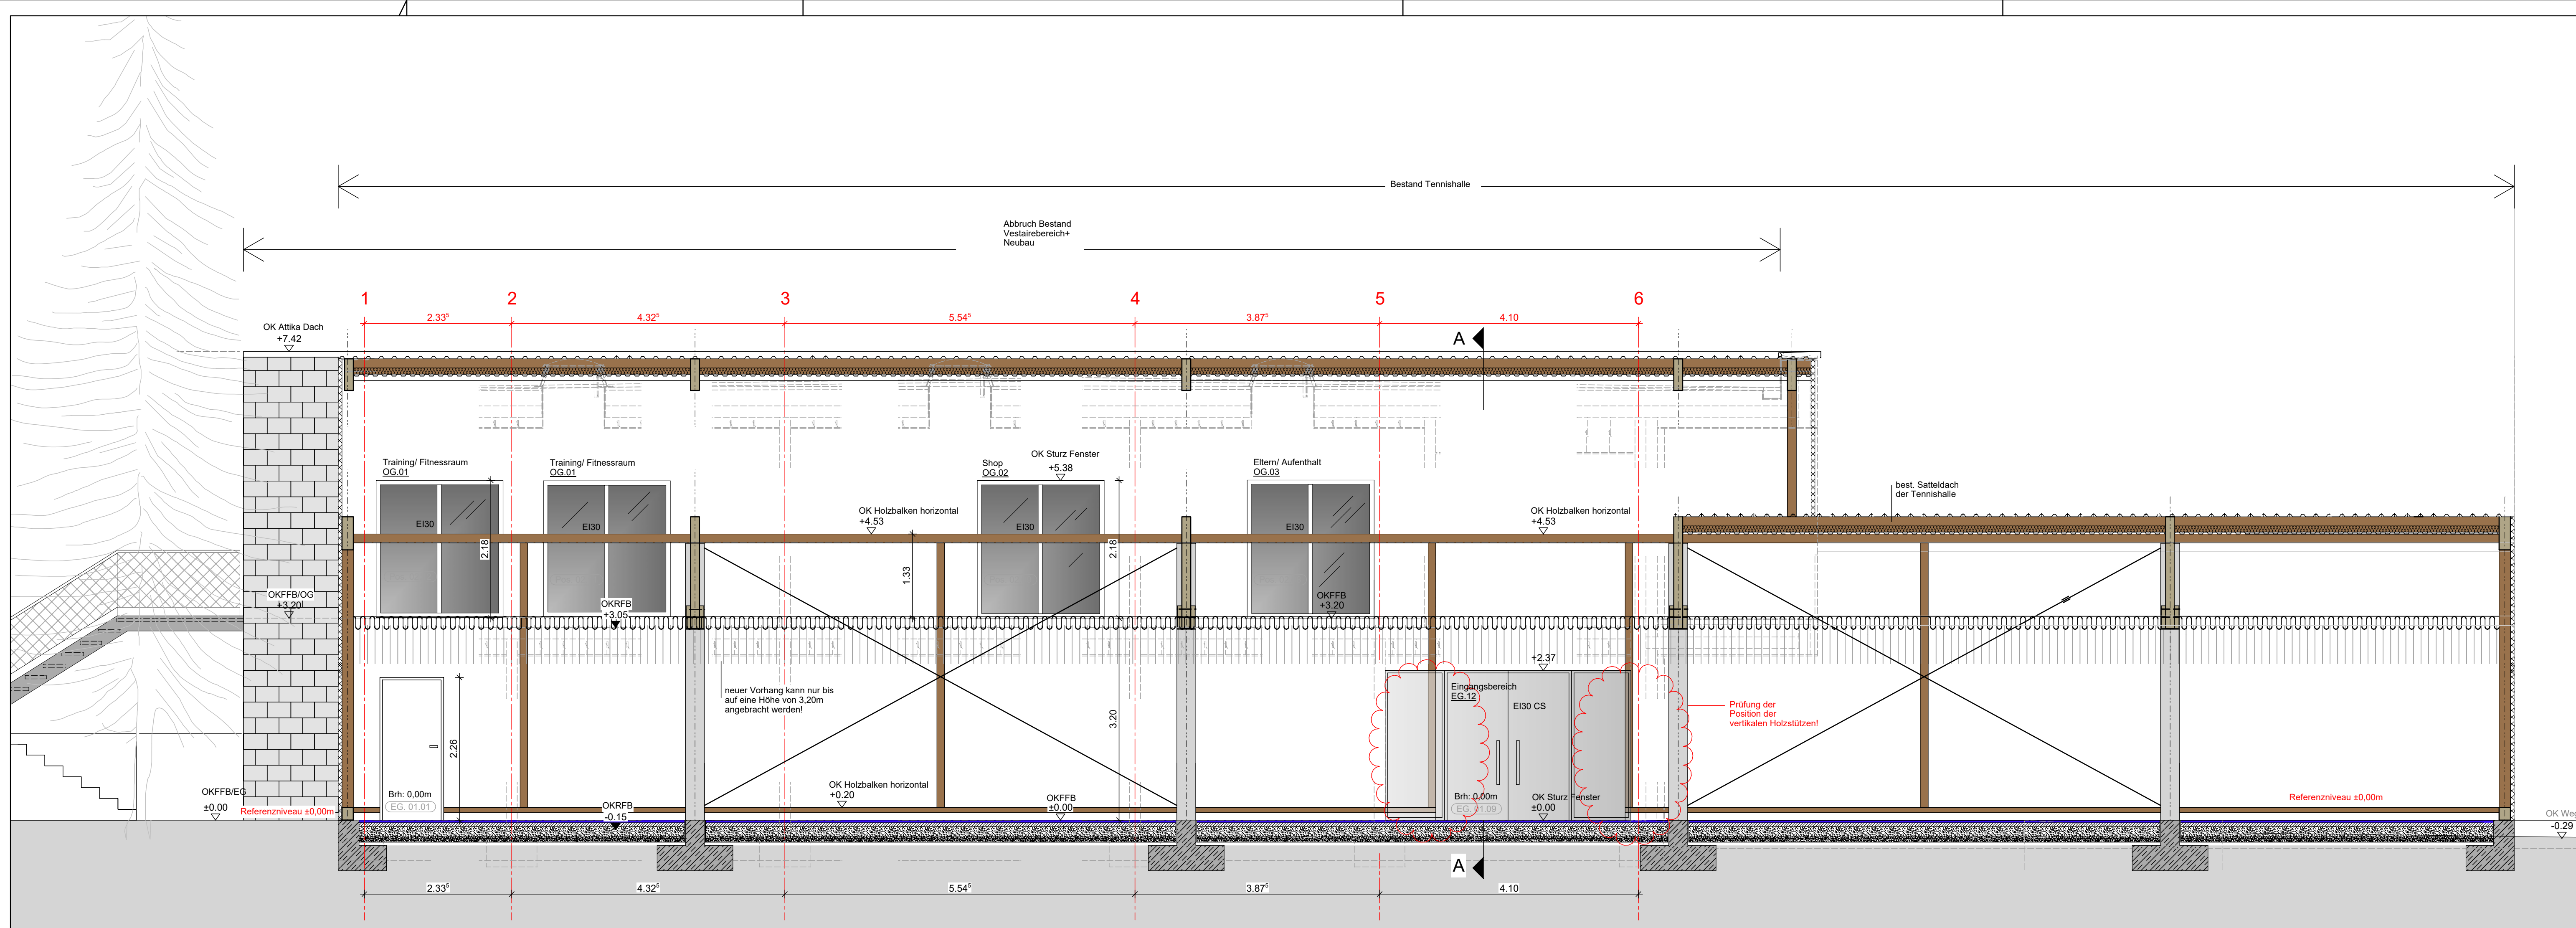 Bestand Tennishalle
Abbruch Bestand
Vestairebereich+
Neubau
1
2
3
4
5
6
2.33⁵
4.32⁵
5.54⁵
3.87⁵
4.10
OK Attika Dach
+7.42
A
Training/ Fitnessraum
OG.01
Training/ Fitnessraum
OG.01
Shop
OG.02
OK Sturz Fenster
+5.38
Eltern/ Aufenthalt
OG.03
best. Satteldach
der Tennishalle
OK Holzbalken horizontal
+4.53
OK Holzbalken horizontal
+4.53
EI30
EI30
EI30
EI30
2.18
2.18
1.33
OKFFB/OG
+3.20
OKRFB
+3.05
OKFFB
+3.20
neuer Vorhang kann nur bis
auf eine Höhe von 3,20m
angebracht werden!
+2.37
Eingangsbereich
EG.12
EI30 CS
Prüfung der
Position der
vertikalen Holzstützen!
3.20
2.26
OKFFB/EG
±0.00
Referenzniveau ±0,00m
Brh: 0,00m
EG. 01.01
OKRFB
-0.15
OK Holzbalken horizontal
+0.20
OKFFB
±0.00
Brh: 0,00m
EG. 01.09
OK Sturz Fenster
±0.00
Referenzniveau ±0,00m
-0.29
A
2.33⁵
4.32⁵
5.54⁵
3.87⁵
4.10